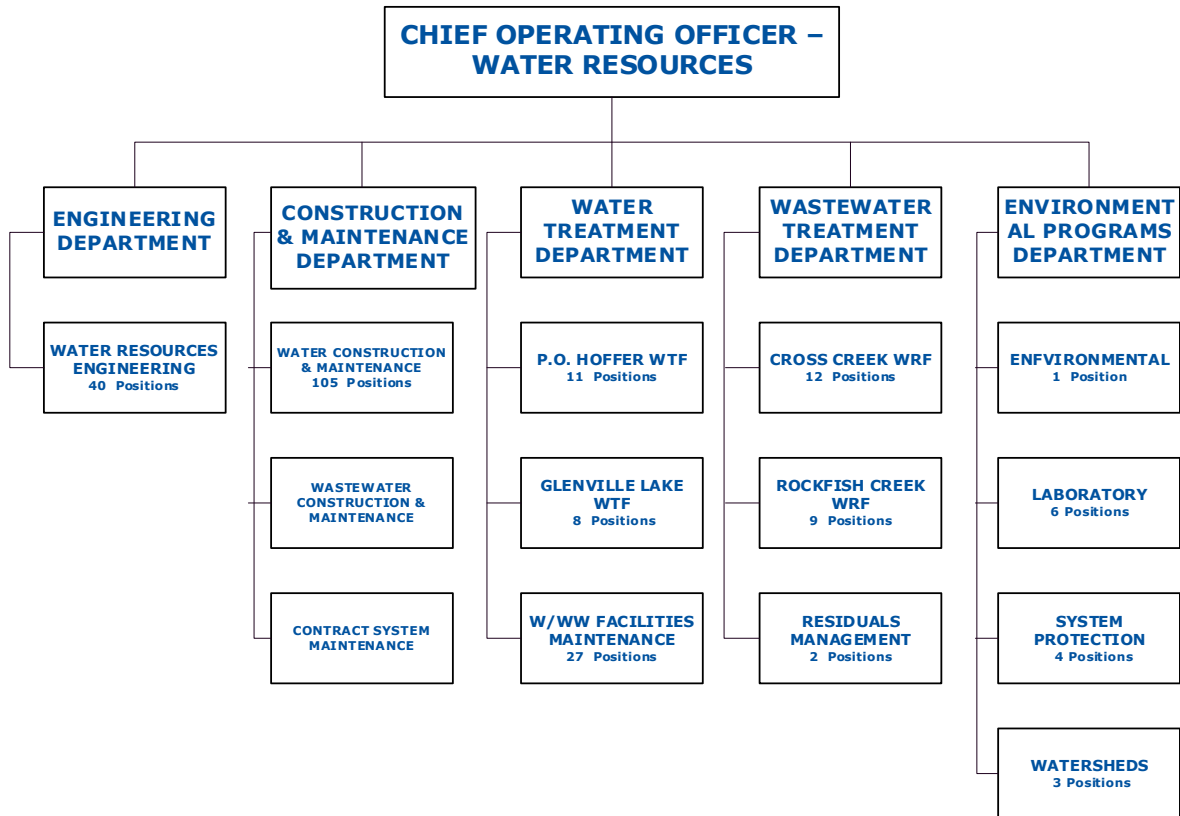 CHIEF OPERATING OFFICER –
WATER RESOURCES
ENGINEERING
DEPARTMENT
CONSTRUCTION
& MAINTENANCE
DEPARTMENT
WATER
TREATMENT
DEPARTMENT
WASTEWATER
TREATMENT
DEPARTMENT
ENVIRONMENT
AL PROGRAMS
DEPARTMENT
WATER RESOURCES
ENGINEERING
40 Positions
WATER CONSTRUCTION
& MAINTENANCE
105 Positions
P.O. HOFFER WTF
11 Positions
CROSS CREEK WRF
12 Positions
ENFVIRONMENTAL
1 Position
WASTEWATER
CONSTRUCTION &
MAINTENANCE
GLENVILLE LAKE
WTF
8 Positions
ROCKFISH CREEK
WRF
9 Positions
LABORATORY
6 Positions
CONTRACT SYSTEM
MAINTENANCE
W/WW FACILITIES
MAINTENANCE
27 Positions
RESIDUALS
MANAGEMENT
2 Positions
SYSTEM
PROTECTION
4 Positions
WATERSHEDS
3 Positions